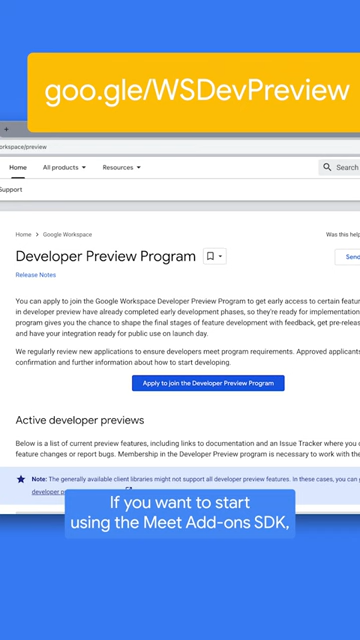 goo.gle/WSDevPreview
workspace/preview
Home All products Resources Search
Support
Home > Google Workspace Was this help
Developer Preview Program
Send
Release Notes
You can apply to join the Google Workspace Developer Preview Program to get early access to certain featur
in developer preview have already completed early development phases, so they're ready for implementation
program gives you the chance to shape the final stages of feature development with feedback, get pre-releas
and have your integration ready for public use on launch day.
We regularly review new applications to ensure developers meet program requirements. Approved applicants
confirmation and further information about how to start developing.
Apply to join the Developer Preview Program
Active developer previews
Below is a list of current preview features, including links to documentation and an Issue Tracker where you c
feature changes or report bugs. Membership in the Developer Preview program is necessary to work with the
Note: The generally available client libraries might not support all developer preview features. In these cases, you can g
developer p
If you want to start
using the Meet Add-ons SDK,